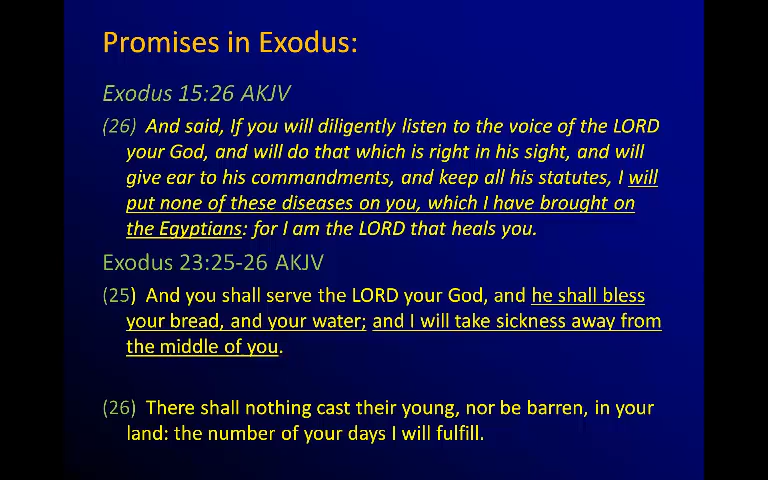 Promises in Exodus:
Exodus 15:26 AKJV
(26) And said, If you will diligently listen to the voice of the LORD
your God, and will do that which is right in his sight, and will
give ear to his commandments, and keep all his statutes, I will
put none of these diseases on you, which I have brought on
the Egyptians: for I am the LORD that heals you.
Exodus 23:25-26 AKJV
(25) And you shall serve the LORD your God, and he shall bless
your bread, and your water; and I will take sickness away from
the middle of you.
(26) There shall nothing cast their young, nor be barren, in your
land: the number of your days I will fulfill.